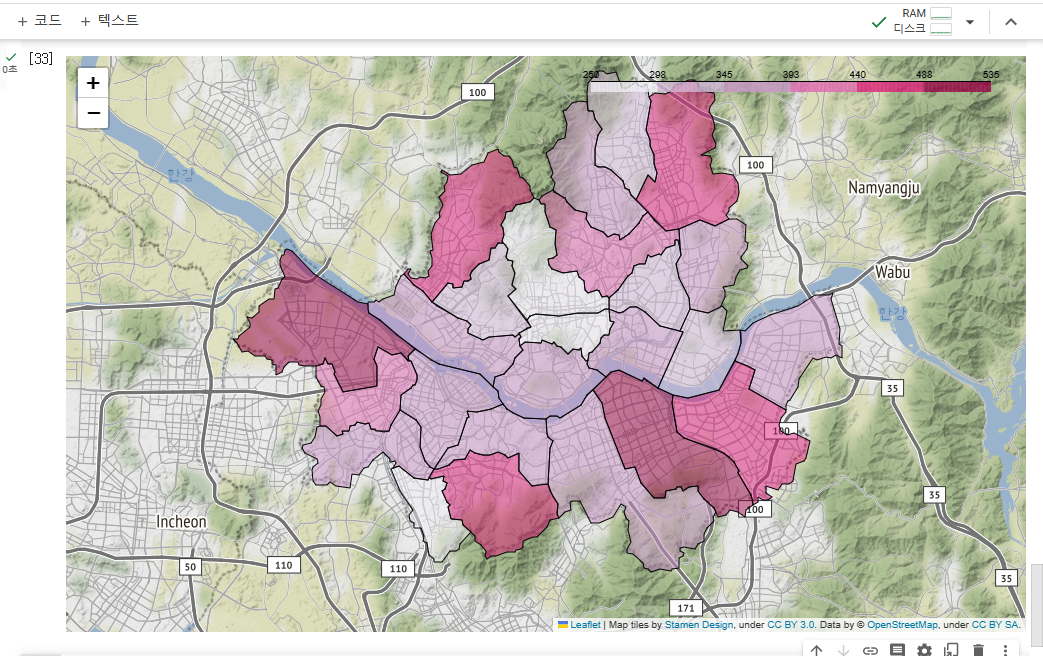 + 코드 + 텍스트
RAM
디스크
[33]
0초
+
−
250 298 345 393 440 488 535
100
100
한강
Namyangju
Wabu
한강
한강
35
100
35
100
Incheon
50
110
110
35
171
Leaflet | Map tiles by Stamen Design, under CC BY 3.0. Data by © OpenStreetMap, under CC BY SA.